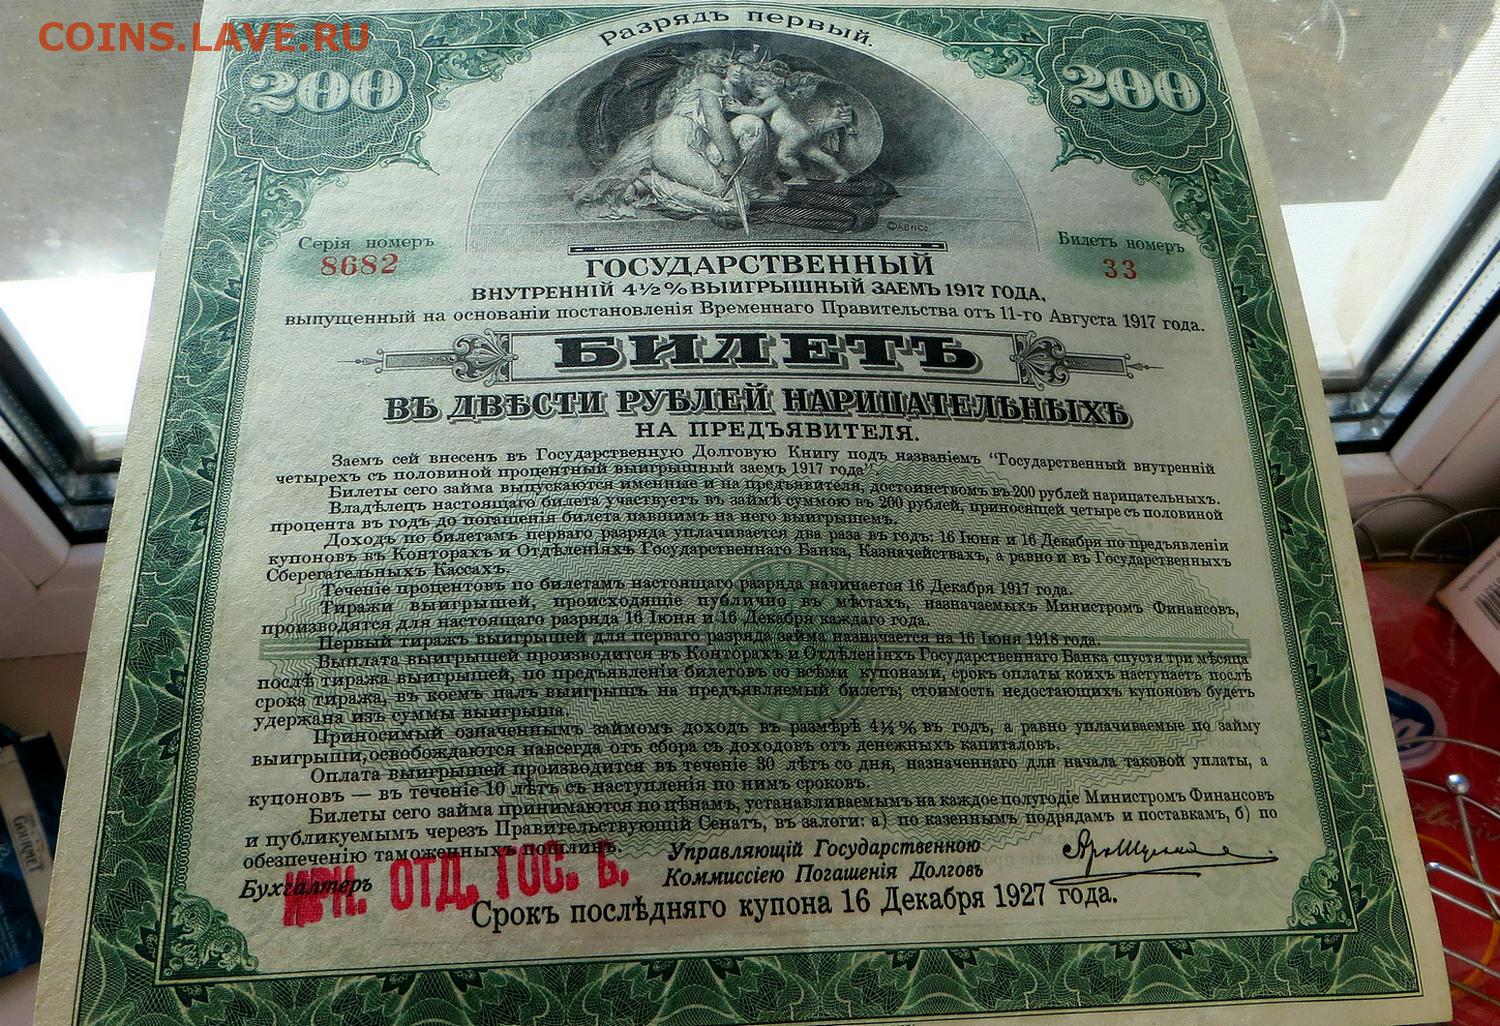 COINS.LAVE.RU
Разрядъ первый.
200
200
Серія номеръ
8682
Билетъ номеръ
33
©ABNCO.
ГОСУДАРСТВЕННЫЙ
ВНУТРЕННІЙ 4½% ВЫИГРЫШНЫЙ ЗАЕМЪ 1917 ГОДА,
выпущенный на основаніи постановленія Временнаго Правительства отъ 11-го Августа 1917 года.
БИЛЕТЪ
ВЪ ДВѢСТИ РУБЛЕЙ НАРИЦАТЕЛЬНЫХЪ
НА ПРЕДЪЯВИТЕЛЯ.
Заемъ сей внесенъ въ Государственную Долговую Книгу подъ названіемъ "Государственный внутренній
четырехъ съ половиной процентный выигрышный заемъ 1917 года"
Билеты сего займа выпускаются именные и на предъявителя, достоинствомъ въ 200 рублей нарицательныхъ.
Владѣлецъ настоящаго билета участвуетъ въ займѣ суммою въ 200 рублей, приносящей четыре съ половиной
процента въ годъ до погашенія билета павшимъ на него выигрышемъ.
Доходъ по билетамъ перваго разряда уплачивается два раза въ годъ: 16 Іюня и 16 Декабря по предъявленіи
купоновъ въ Конторахъ и Отдѣленіяхъ Государственнаго Банка, Казначействахъ, а равно и въ Государственныхъ
Сберегательныхъ Кассахъ.
Теченіе процентовъ по билетамъ настоящаго разряда начинается 16 Декабря 1917 года.
Тиражи выигрышей, происходящіе публично въ мѣстахъ, назначаемыхъ Министромъ Финансовъ,
производятся для настоящаго разряда 16 Іюня и 16 Декабря каждаго года.
Первый тиражъ выигрышей для перваго разряда займа назначается на 16 Іюня 1918 года.
Выплата выигрышей производится въ Конторахъ и Отдѣленіяхъ Государственнаго Банка спустя три мѣсяца
послѣ тиража выигрышей, по предъявленіи билетовъ со всѣми купонами, срокъ оплаты коихъ наступаетъ послѣ
срока тиража, въ коемъ палъ выигрышъ на предъявляемый билетъ; стоимость недостающихъ купоновъ будетъ
удержана изъ суммы выигрыша.
Приносимый означеннымъ займомъ доходъ въ размѣрѣ 4½% въ годъ, а равно уплачиваемые по займу
выигрыши, освобождаются навсегда отъ сбора съ доходовъ отъ денежныхъ капиталовъ.
Оплата выигрышей производится въ теченіе 30 лѣтъ со дня, назначеннаго для начала таковой уплаты, а
купоновъ — въ теченіе 10 лѣтъ съ наступленія по нимъ сроковъ.
Билеты сего займа принимаются по цѣнамъ, устанавливаемымъ на каждое полугодіе Министромъ Финансовъ
и публикуемымъ черезъ Правительствующій Сенатъ, въ залоги: а) по казеннымъ подрядамъ и поставкамъ, б) по
обезпеченію таможенныхъ пошлинъ.
Бухгалтеръ
ИРК. ОТД. ГОС. Б.
Управляющій Государственною
Коммиссіею Погашенія Долговъ
Срокъ послѣдняго купона 16 Декабря 1927 года.
GOURMET